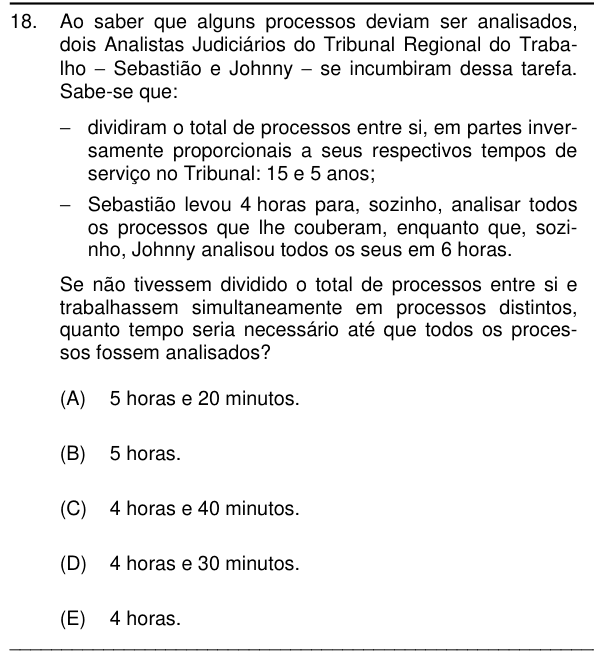 18. Ao saber que alguns processos deviam ser analisados,
dois Analistas Judiciários do Tribunal Regional do Traba-
lho – Sebastião e Johnny – se incumbiram dessa tarefa.
Sabe-se que:
– dividiram o total de processos entre si, em partes inver-
samente proporcionais a seus respectivos tempos de
serviço no Tribunal: 15 e 5 anos;
– Sebastião levou 4 horas para, sozinho, analisar todos
os processos que lhe couberam, enquanto que, sozi-
nho, Johnny analisou todos os seus em 6 horas.
Se não tivessem dividido o total de processos entre si e
trabalhassem simultaneamente em processos distintos,
quanto tempo seria necessário até que todos os proces-
sos fossem analisados?
(A) 5 horas e 20 minutos.
(B) 5 horas.
(C) 4 horas e 40 minutos.
(D) 4 horas e 30 minutos.
(E) 4 horas.